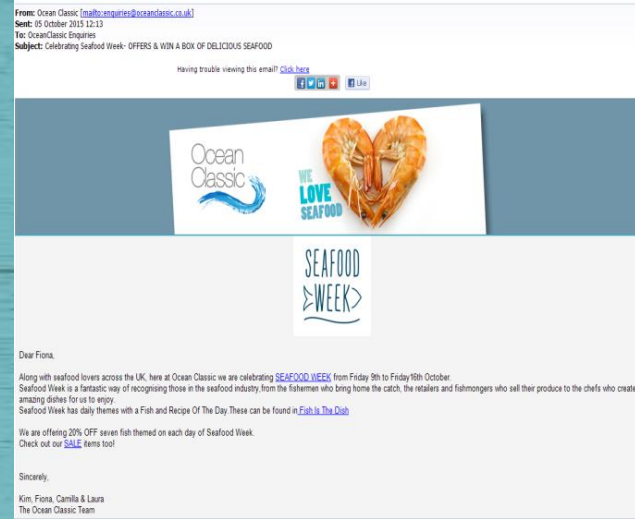 From: Ocean Classic [mailto:enquiries@oceanclassic.co.uk]
Sent: 05 October 2015 12:13
To: OceanClassic Enquiries
Subject: Celebrating Seafood Week- OFFERS & WIN A BOX OF DELICIOUS SEAFOOD
Having trouble viewing this email? Click here
Like
Ocean
Classic
WE
LOVE
SEAFOOD
SEAFOOD
WEEK
Dear Fiona,
Along with seafood lovers across the UK, here at Ocean Classic we are celebrating SEAFOOD WEEK from Friday 9th to Friday16th October.
Seafood Week is a fantastic way of recognising those in the seafood industry,from the fishermen who bring home the catch, the retailers and fishmongers who sell their produce to the chefs who create
amazing dishes for us to enjoy.
Seafood Week has daily themes with a Fish and Recipe Of The Day.These can be found in Fish Is The Dish
We are offering 20% OFF seven fish themed on each day of Seafood Week.
Check out our SALE items too!
Sincerely,
Kim, Fiona, Camilla & Laura
The Ocean Classic Team